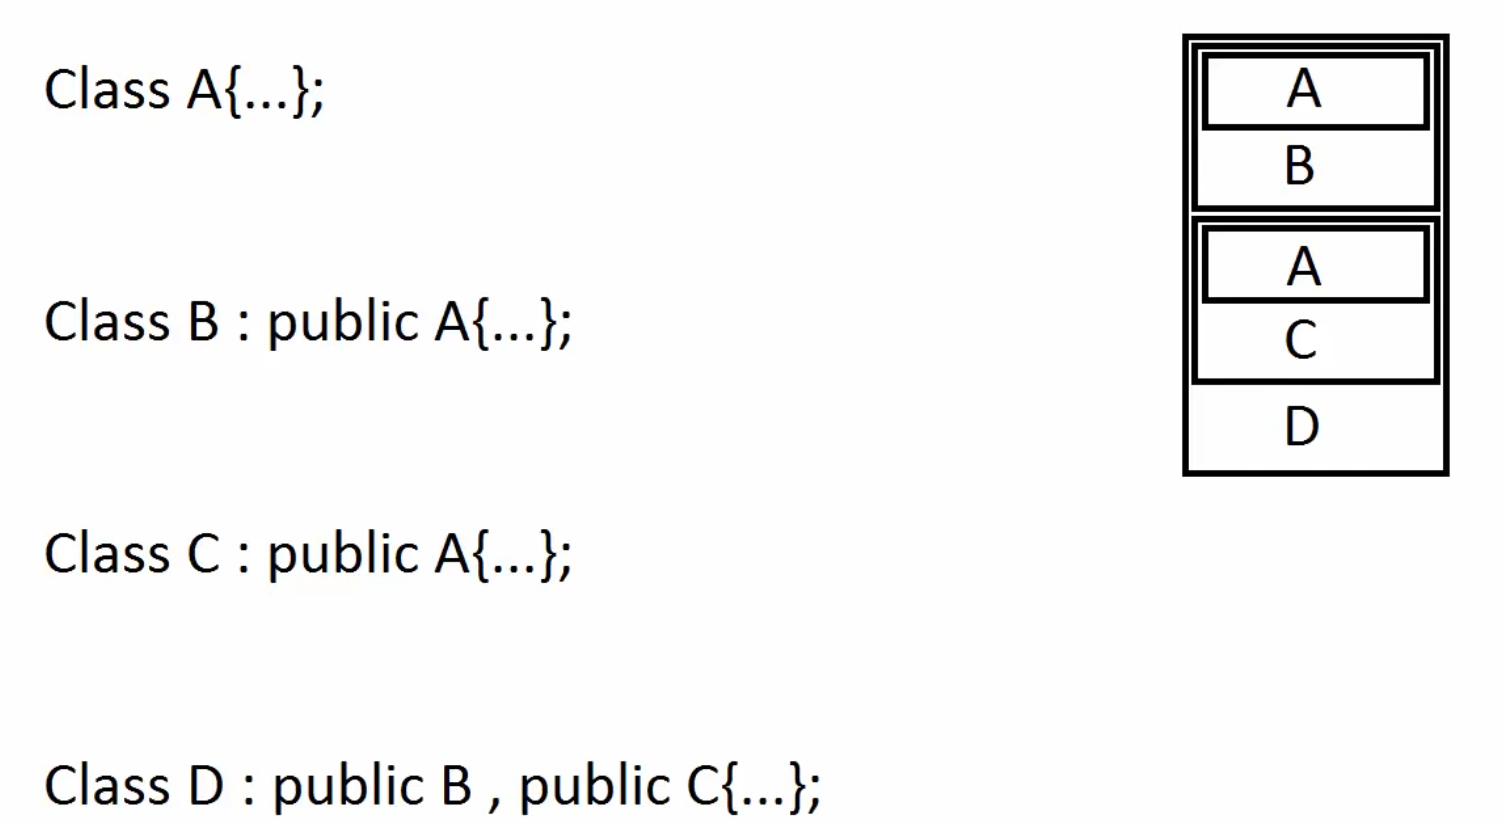 Class A{...};
Class B : public A{...};
Class C : public A{...};
Class D : public B , public C{...};
A
B
A
C
D